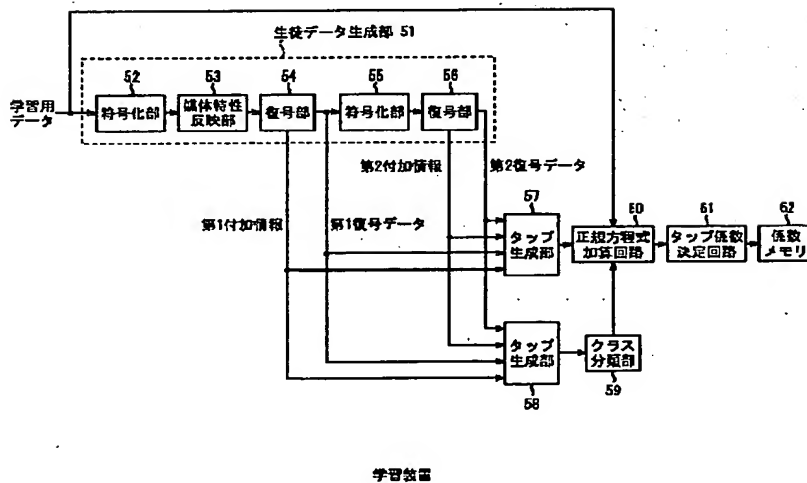 生徒データ生成部 51
52
53
54
55
56
学習用
データ
符号化部
媒体特性
反映部
復号部
符号化部
復号部
第2付加情報
第2復号データ
第1付加情報
第1復号データ
57
タップ
生成部
60
正規方程式
加算回路
61
タップ係数
決定回路
62
係数
メモリ
タップ
生成部
58
クラス
分類部
59
学習装置